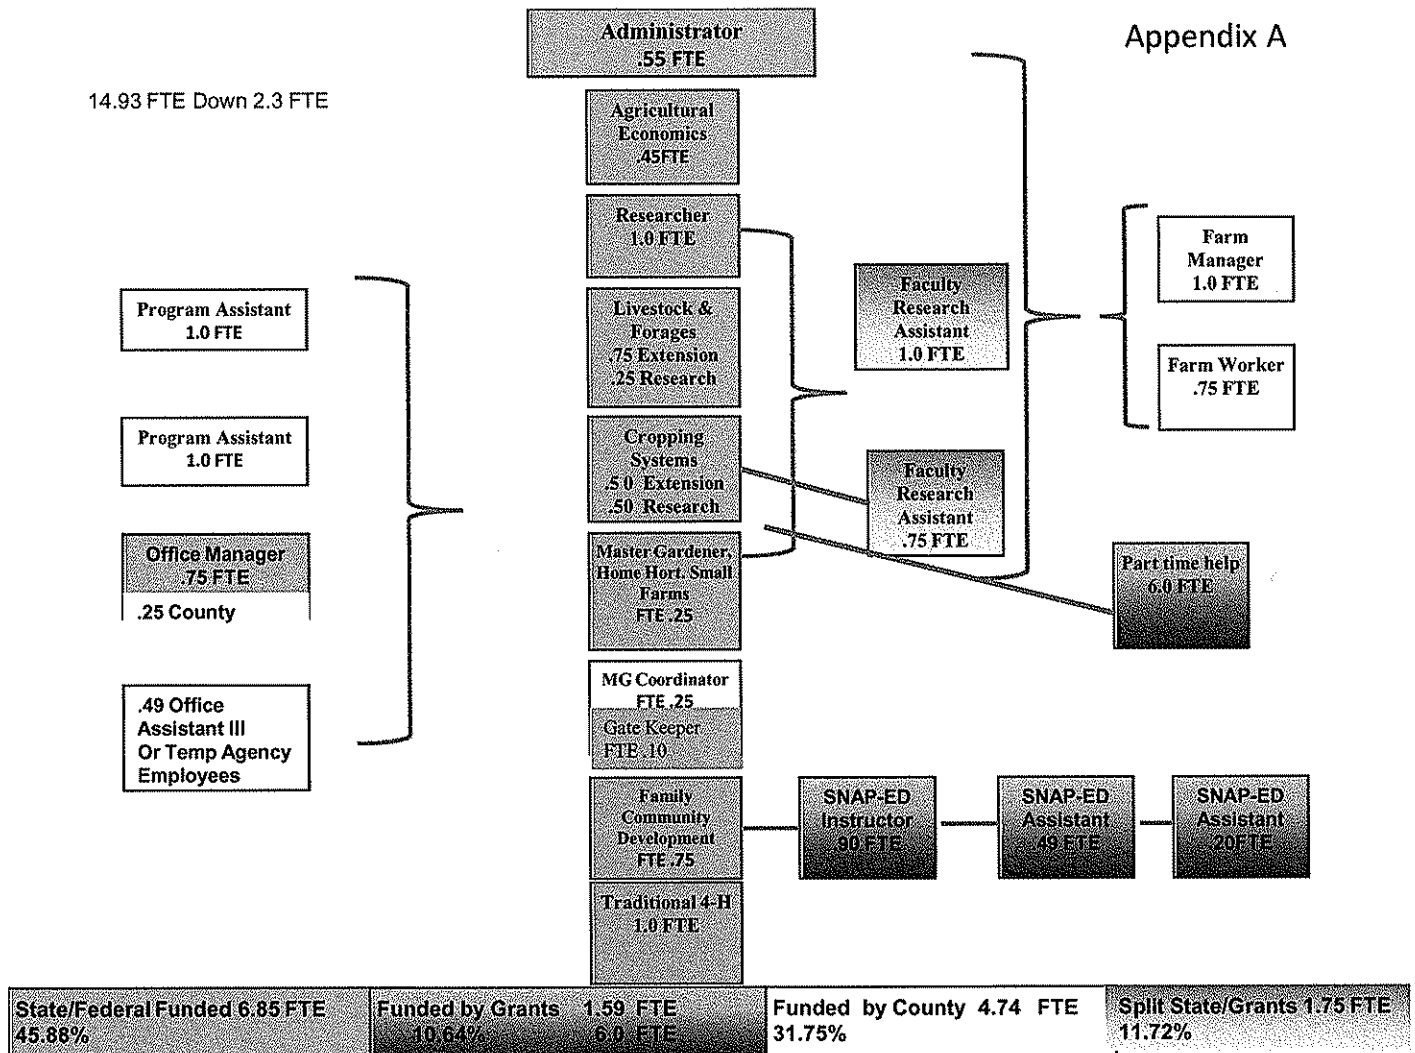 Appendix A
14.93 FTE Down 2.3 FTE
Administrator
.55 FTE
Agricultural
Economics
.45FTE
Researcher
1.0 FTE
Livestock &
Forages
.75 Extension
.25 Research
Cropping
Systems
.5 0 Extension
.50 Research
Master Gardener,
Home Hort. Small
Farms
FTE .25
MG Coordinator
FTE .25
Gate Keeper
FTE .10
Family
Community
Development
FTE .75
Traditional 4-H
1.0 FTE
Program Assistant
1.0 FTE
Program Assistant
1.0 FTE
Office Manager
.75 FTE
.25 County
.49 Office
Assistant III
Or Temp Agency
Employees
Faculty
Research
Assistant
1.0 FTE
Faculty
Research
Assistant
.75 FTE
Farm
Manager
1.0 FTE
Farm Worker
.75 FTE
Part time help
6.0 FTE
SNAP-ED
Instructor
.90 FTE
SNAP-ED
Assistant
.49 FTE
SNAP-ED
Assistant
.20FTE
State/Federal Funded 6.85 FTE
45.88%
Funded by Grants 1.59 FTE
10.64% 6.0 FTE
Funded by County 4.74 FTE
31.75%
Split State/Grants 1.75 FTE
11.72%